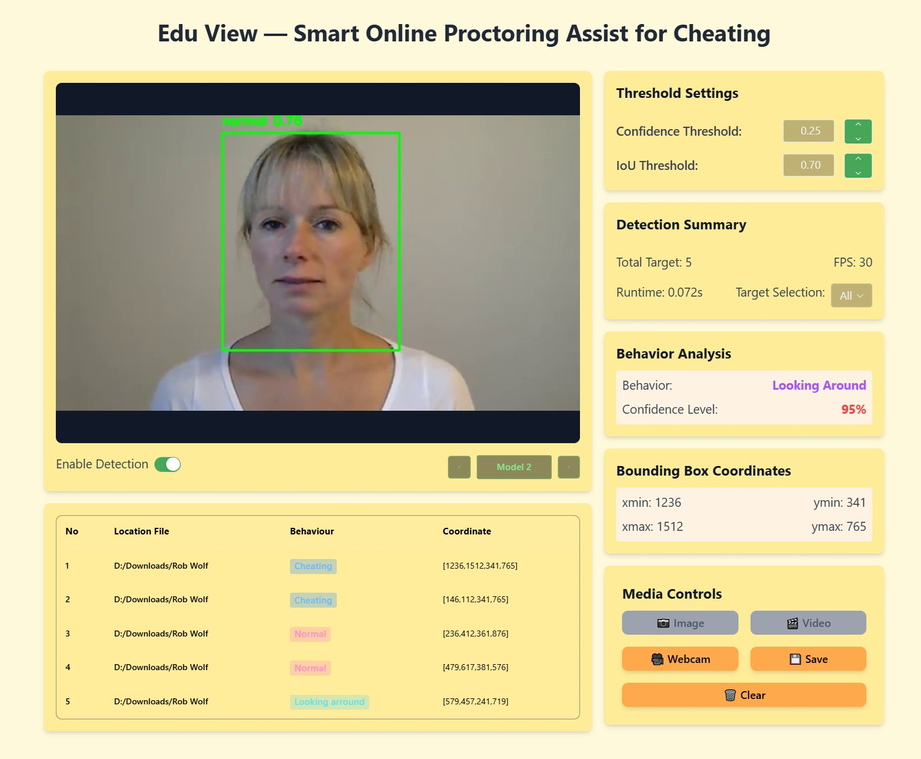 Edu View — Smart Online Proctoring Assist for Cheating
normal 0.76
Enable Detection
Model 2
No Location File Behaviour Coordinate
1 D:/Downloads/Rob Wolf Cheating [1236,1512,341,765]
2 D:/Downloads/Rob Wolf Cheating [146,112,341,765]
3 D:/Downloads/Rob Wolf Normal [236,412,361,876]
4 D:/Downloads/Rob Wolf Normal [479,617,381,576]
5 D:/Downloads/Rob Wolf Looking arround [579,457,241,719]
Threshold Settings
Confidence Threshold: 0.25
IoU Threshold: 0.70
Detection Summary
Total Target: 5 FPS: 30
Runtime: 0.072s Target Selection: All
Behavior Analysis
Behavior: Looking Around
Confidence Level: 95%
Bounding Box Coordinates
xmin: 1236 ymin: 341
xmax: 1512 ymax: 765
Media Controls
Image Video
Webcam Save
Clear